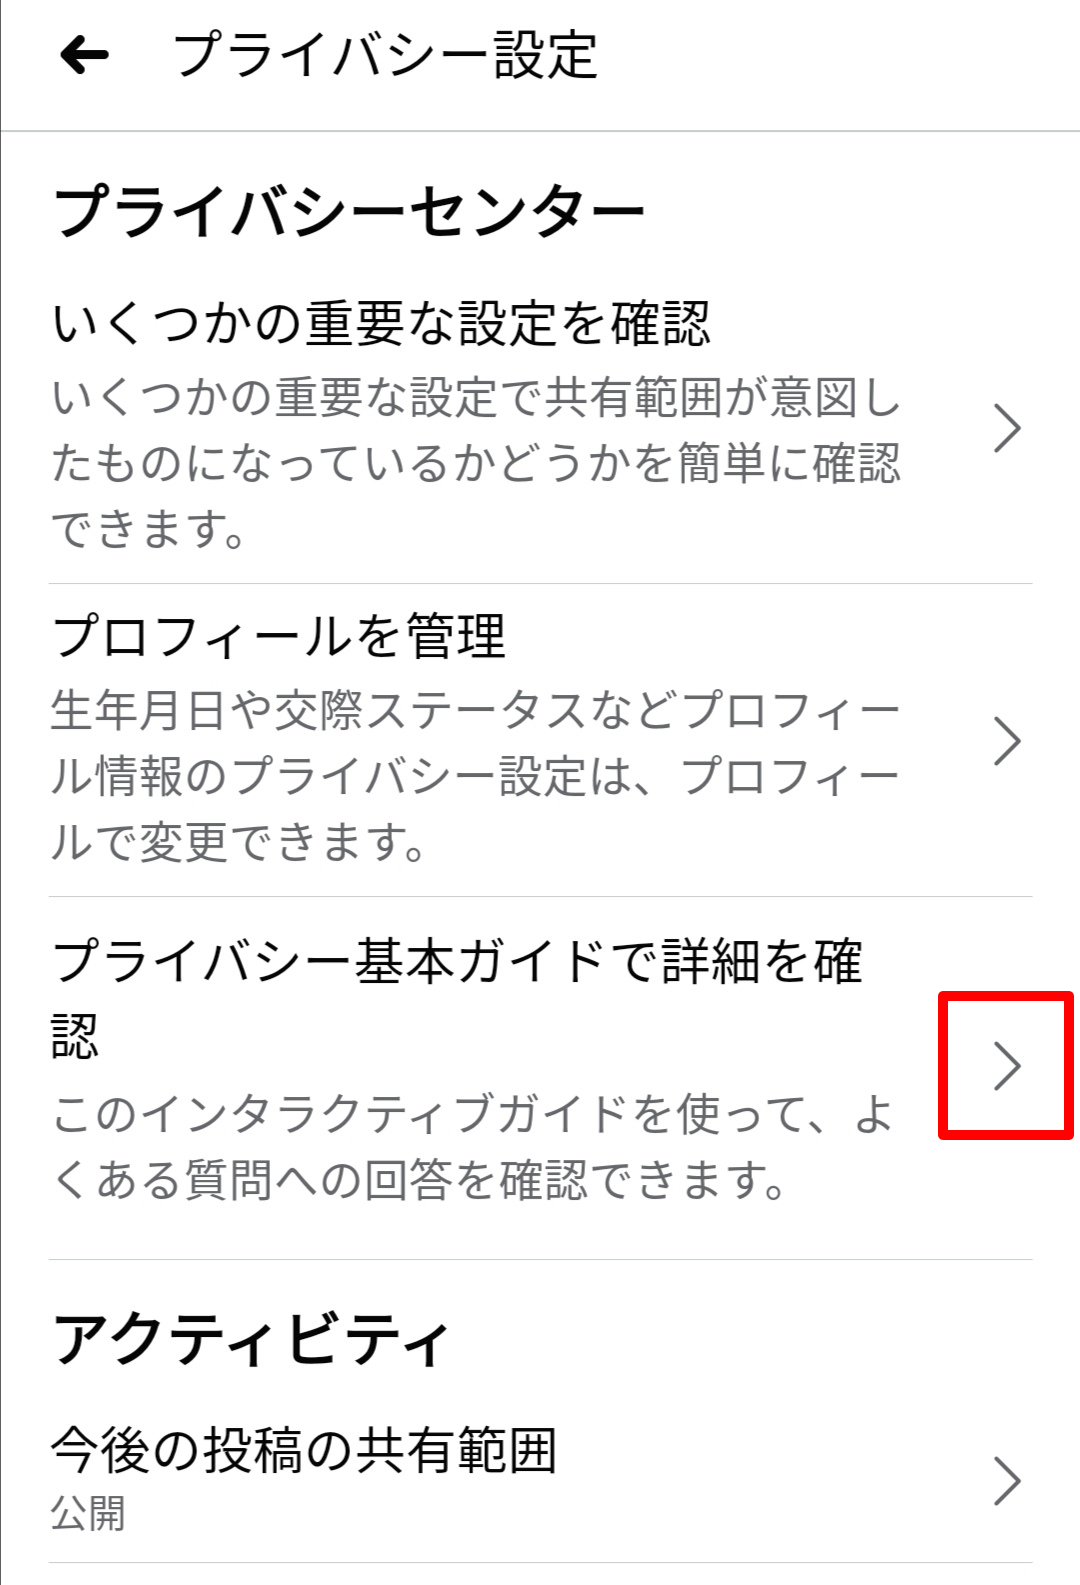 プライバシー設定
プライバシーセンター
いくつかの重要な設定を確認
いくつかの重要な設定で共有範囲が意図し
たものになっているかどうかを簡単に確認
できます。
プロフィールを管理
生年月日や交際ステータスなどプロフィー
ル情報のプライバシー設定は、プロフィー
ルで変更できます。
プライバシー基本ガイドで詳細を確
認
このインタラクティブガイドを使って、よ
くある質問への回答を確認できます。
アクティビティ
今後の投稿の共有範囲
公開